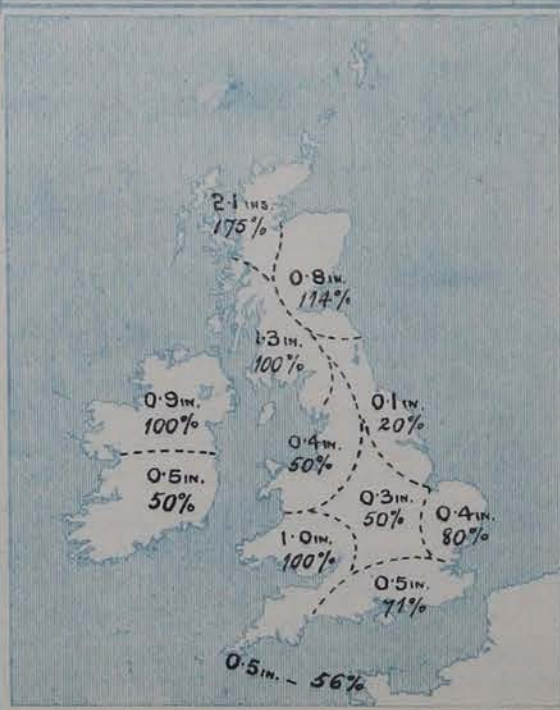 2.1 INS.
175%
0.8 IN.
114%
1.3 IN.
100%
0.9 IN.
100%
0.1 IN.
20%
0.4 IN.
50%
0.5 IN.
50%
0.3 IN.
50%
0.4 IN.
80%
1.0 IN.
100%
0.5 IN.
71%
0.5 IN. - 56%